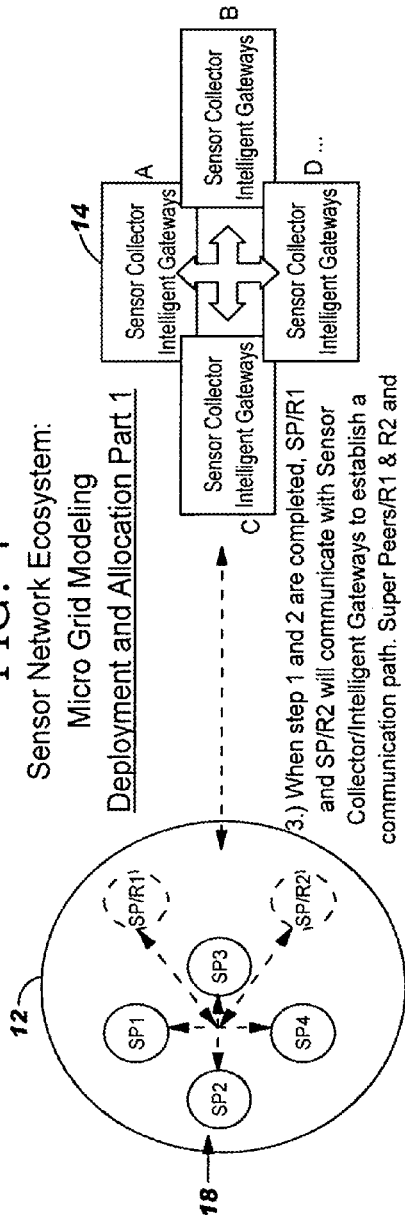 FIG.
Sensor Network Ecosystem:
Micro Grid Modeling
Deployment and Allocation Part 1
12
SP1
SP2
SP3
SP4
SP/R1
SP/R2
18
14
A
Sensor Collector
Intelligent Gateways
B
Sensor Collector
Intelligent Gateways
C
Sensor Collector
Intelligent Gateways
D ...
Sensor Collector
Intelligent Gateways
3.) When step 1 and 2 are completed, SP/R1
and SP/R2 will communicate with Sensor
Collector/Intelligent Gateways to establish a
communication path. Super Peers/R1 & R2 and